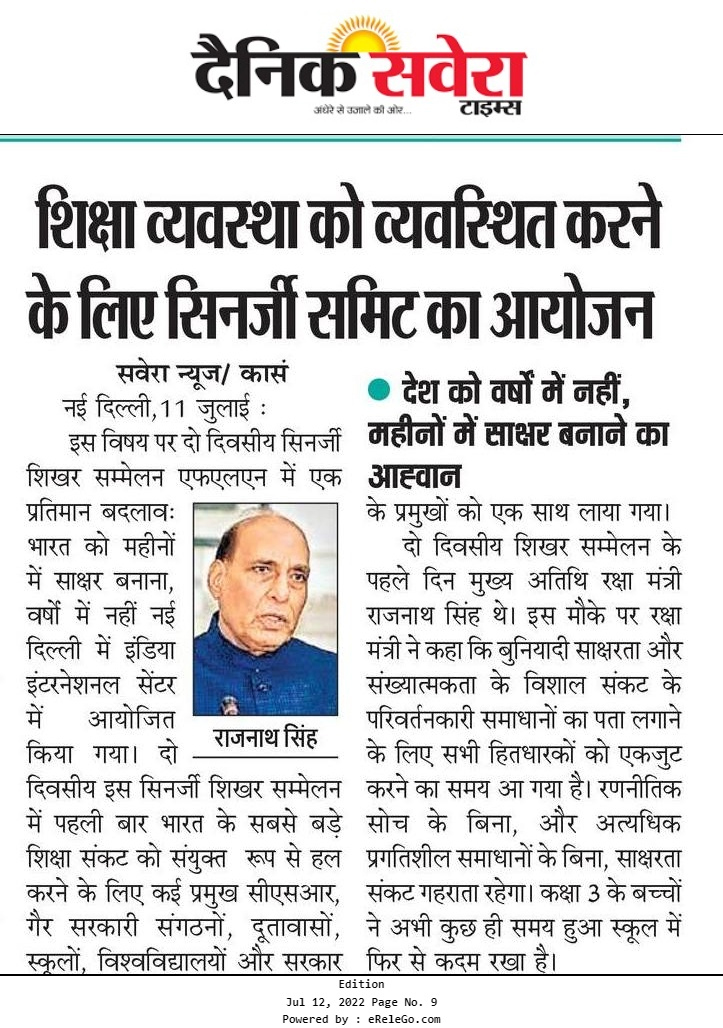 दैनिक सवेरा
टाइम्स
अंधेरे से उजाले की ओर...
शिक्षा व्यवस्था को व्यवस्थित करने
के लिए सिनर्जी समिट का आयोजन
सवेरा न्यूज/ कासं
नई दिल्ली,11 जुलाई :
इस विषय पर दो दिवसीय सिनर्जी
शिखर सम्मेलन एफएलएन में एक
प्रतिमान बदलावः
भारत को महीनों
में साक्षर बनाना,
वर्षो में नहीं नई
दिल्ली में इंडिया
इंटरनेशनल सेंटर
में आयोजित
किया गया। दो
राजनाथ सिंह
दिवसीय इस सिनर्जी शिखर सम्मेलन
में पहली बार भारत के सबसे बड़े
शिक्षा संकट को संयुक्त रूप से हल
करने के लिए कई प्रमुख सीएसआर,
गैर सरकारी संगठनों, दूतावासों,
स्कूलों, विश्वविद्यालयों और सरकार
देश को वर्षों में नहीं,
महीनों में साक्षर बनाने का
आह्वान
के प्रमुखों को एक साथ लाया गया।
दो दिवसीय शिखर सम्मेलन के
पहले दिन मुख्य अतिथि रक्षा मंत्री
राजनाथ सिंह थे। इस मौके पर रक्षा
मंत्री ने कहा कि बुनियादी साक्षरता और
संख्यात्मकता के विशाल संकट के
परिवर्तनकारी समाधानों का पता लगाने
के लिए सभी हितधारकों को एकजुट
करने का समय आ गया है। रणनीतिक
सोच के बिना, और अत्यधिक
प्रगतिशील समाधानों के बिना, साक्षरता
संकट गहराता रहेगा। कक्षा 3 के बच्चों
ने अभी कुछ ही समय हुआ स्कूल में
फिर से कदम रखा है।
Edition
Jul 12, 2022 Page No. 9
Powered by : eReleGo.com